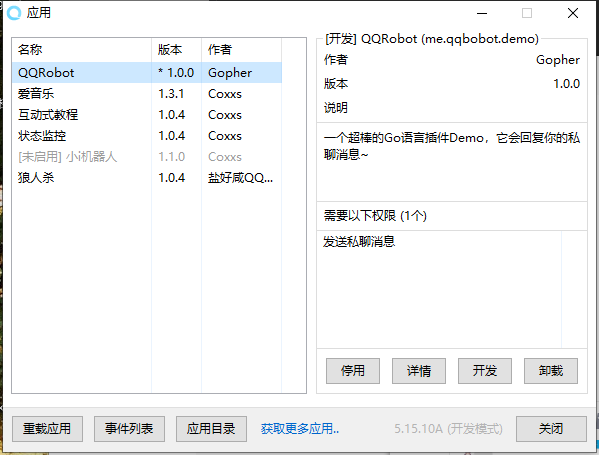 应用
名称 版本 作者
QQRobot * 1.0.0 Gopher
爱音乐 1.3.1 Coxxs
互动式教程 1.0.4 Coxxs
状态监控 1.0.4 Coxxs
[未启用] 小i机器人 1.1.0 Coxxs
狼人杀 1.0.4 盐好咸QQ...
[开发] QQRobot (me.qqbobot.demo)
作者 Gopher
版本 1.0.0
说明
一个超棒的Go语言插件Demo，它会回复你的私
聊消息~
需要以下权限 (1个)
发送私聊消息
停用 详情 开发 卸载
重载应用 事件列表 应用目录 获取更多应用.. 5.15.10A (开发模式) 关闭